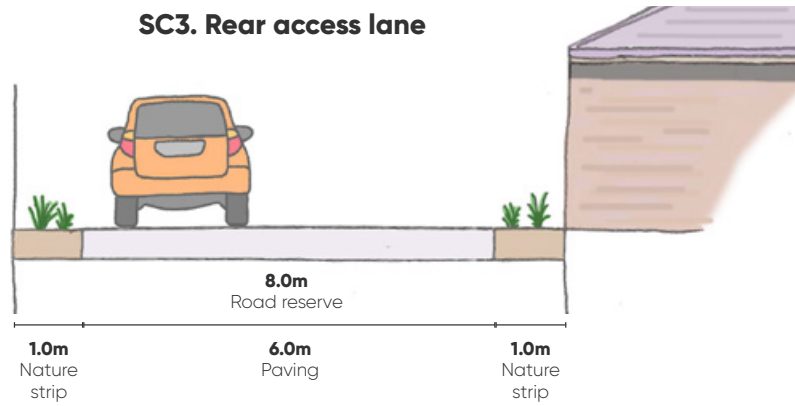 SC3. Rear access lane
8.0m
Road reserve
1.0m
Nature
strip
6.0m
Paving
1.0m
Nature
strip